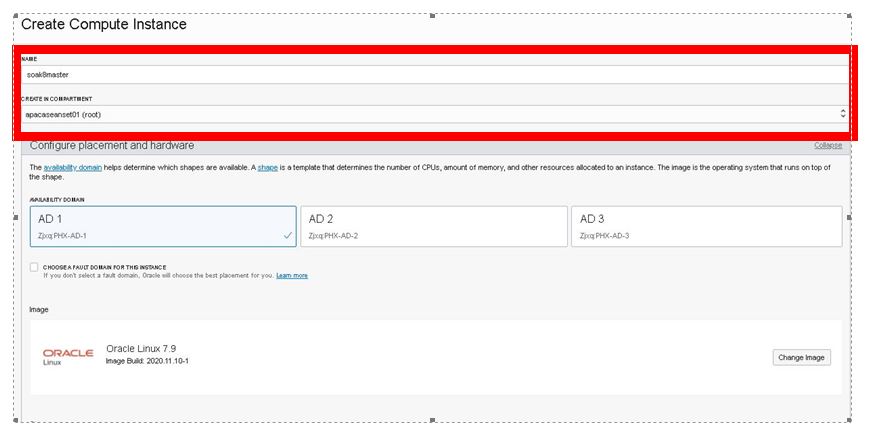 Create Compute Instance
NAME
soak8master
CREATE IN COMPARTMENT
apacaseanset01 (root)
Configure placement and hardware
Collapse
The availability domain helps determine which shapes are available. A shape is a template that determines the number of CPUs, amount of memory, and other resources allocated to an instance. The image is the operating system that runs on top of
the shape.
AVAILABILITY DOMAIN
AD 1
AD 2
AD 3
Zjxq:PHX-AD-1
Zjxq:PHX-AD-2
Zjxq:PHX-AD-3
CHOOSE A FAULT DOMAIN FOR THIS INSTANCE
If you don't select a fault domain, Oracle will choose the best placement for you. Learn more
Image
ORACLE
Linux
Oracle Linux 7.9
Image Build: 2020.11.10-1
Change Image